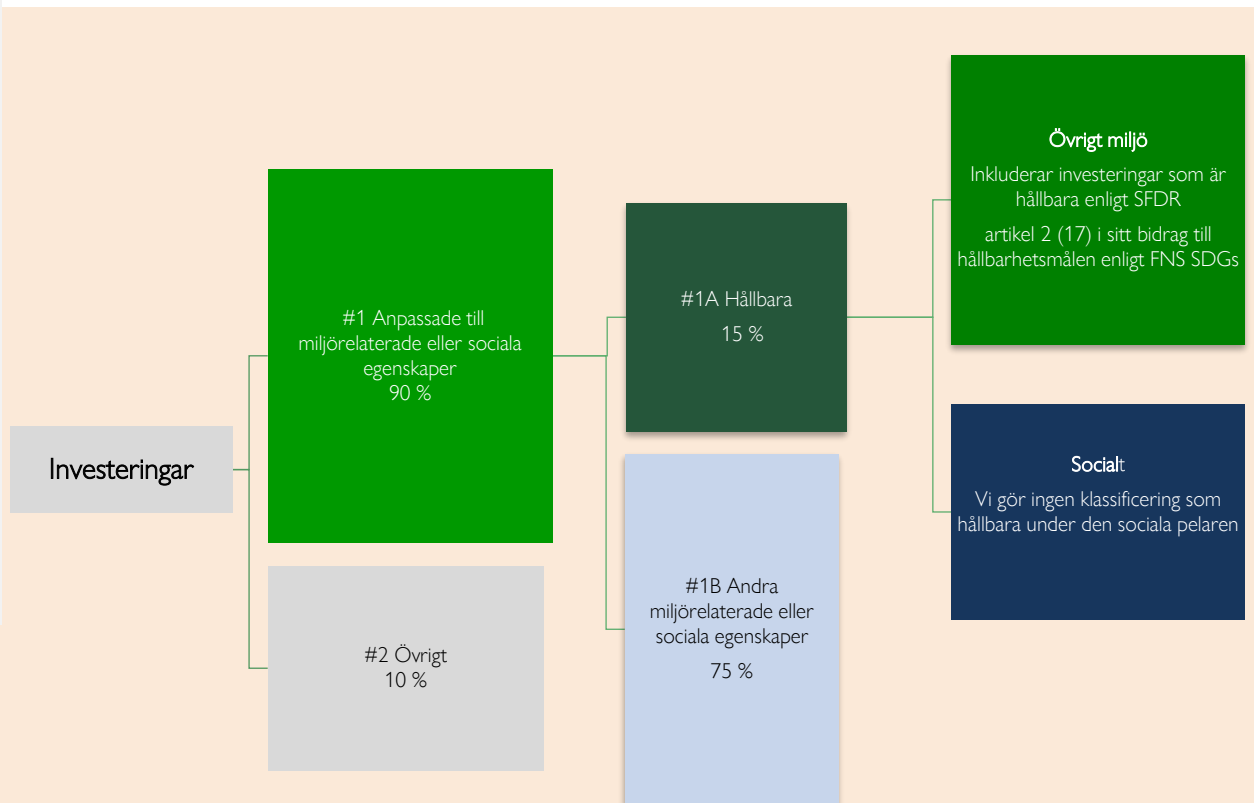 Investeringar
#1 Anpassade till
miljörelaterade eller sociala
egenskaper
90 %
#2 Övrigt
10 %
#1A Hållbara
15 %
#1B Andra
miljörelaterade eller
sociala egenskaper
75 %
Övrigt miljö
Inkluderar investeringar som är
hållbara enligt SFDR
artikel 2 (17) i sitt bidrag till
hållbarhetsmålen enligt FNS SDGs
Socialt
Vi gör ingen klassificering som
hållbara under den sociala pelaren